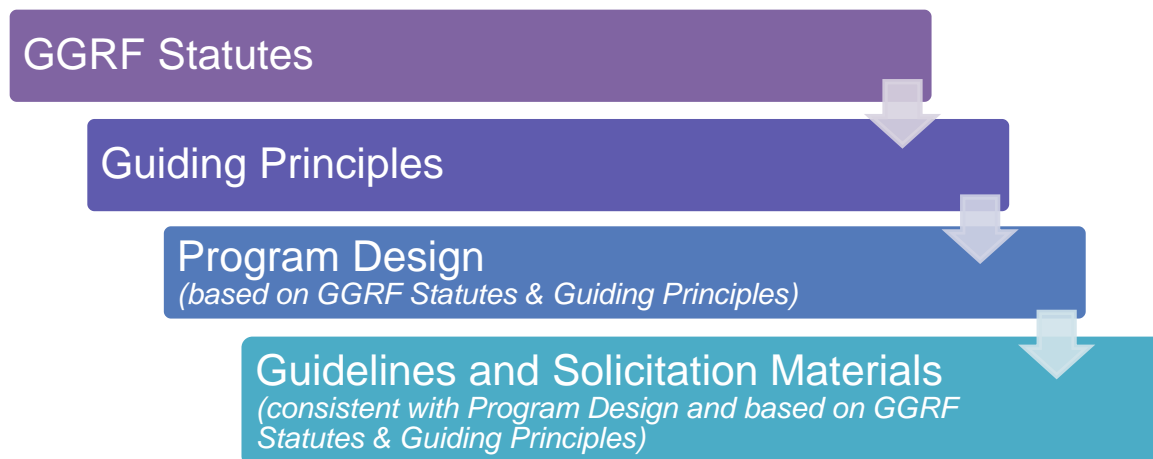 GGRF Statutes
Guiding Principles
Program Design
(based on GGRF Statutes & Guiding Principles)
Guidelines and Solicitation Materials
(consistent with Program Design and based on GGRF
Statutes & Guiding Principles)